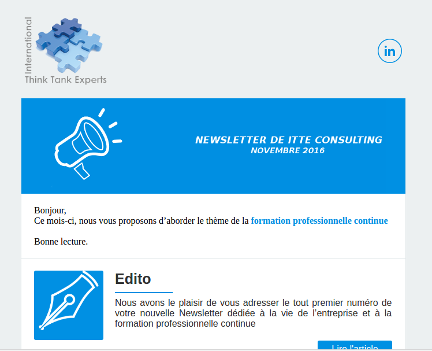 International
Think Tank Experts
in
NEWSLETTER DE ITTE CONSULTING
NOVEMBRE 2016
Bonjour,
Ce mois-ci, nous vous proposons d’aborder le thème de la formation professionnelle continue
Bonne lecture.
Edito
Nous avons le plaisir de vous adresser le tout premier numéro de
votre nouvelle Newsletter dédiée à la vie de l’entreprise et à la
formation professionnelle continue
Lire l'article